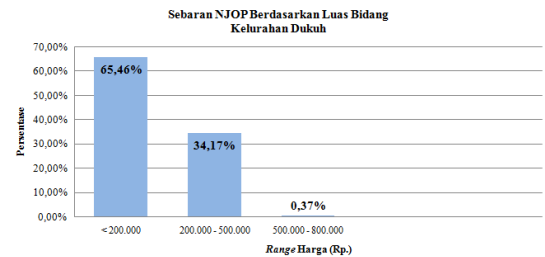 Sebaran NJOP Berdasarkan Luas Bidang
Kelurahan Dukuh
70,00%
60,00%
50,00%
40,00%
30,00%
20,00%
10,00%
0,00%
Persentase
65,46%
34,17%
0,37%
< 200.000
200.000 - 500.000
500.000 - 800.000
Range Harga (Rp.)